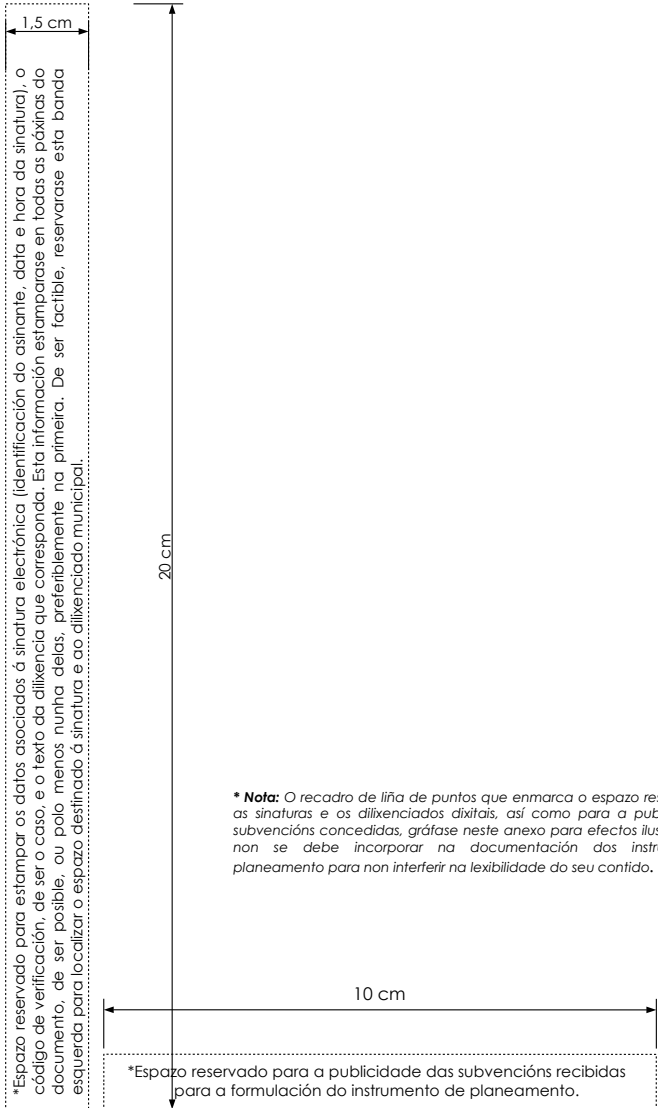 1,5 cm
*Espazo reservado para estampar os datos asociados á sinatura electrónica (identificación do asinante, data e hora da sinatura), o
código de verificación, de ser o caso, e o texto da dilixencia que corresponda. Esta información estamparase en todas as páxinas do
documento, de ser posible, ou polo menos nunha delas, preferiblemente na primeira. De ser factible, reservarase esta banda
esquerda para localizar o espazo destinado á sinatura e ao dilixenciado municipal.
20 cm
* Nota: O recadro de liña de puntos que enmarca o espazo
as sinaturas e os dilixenciados dixitais, así como para a
subvencións concedidas, gráfase neste anexo para efectos
non se debe incorporar na documentación dos
planeamento para non interferir na lexibilidade do seu contido.
10 cm
*Espazo reservado para a publicidade das subvencións recibidas
para a formulación do instrumento de planeamento.